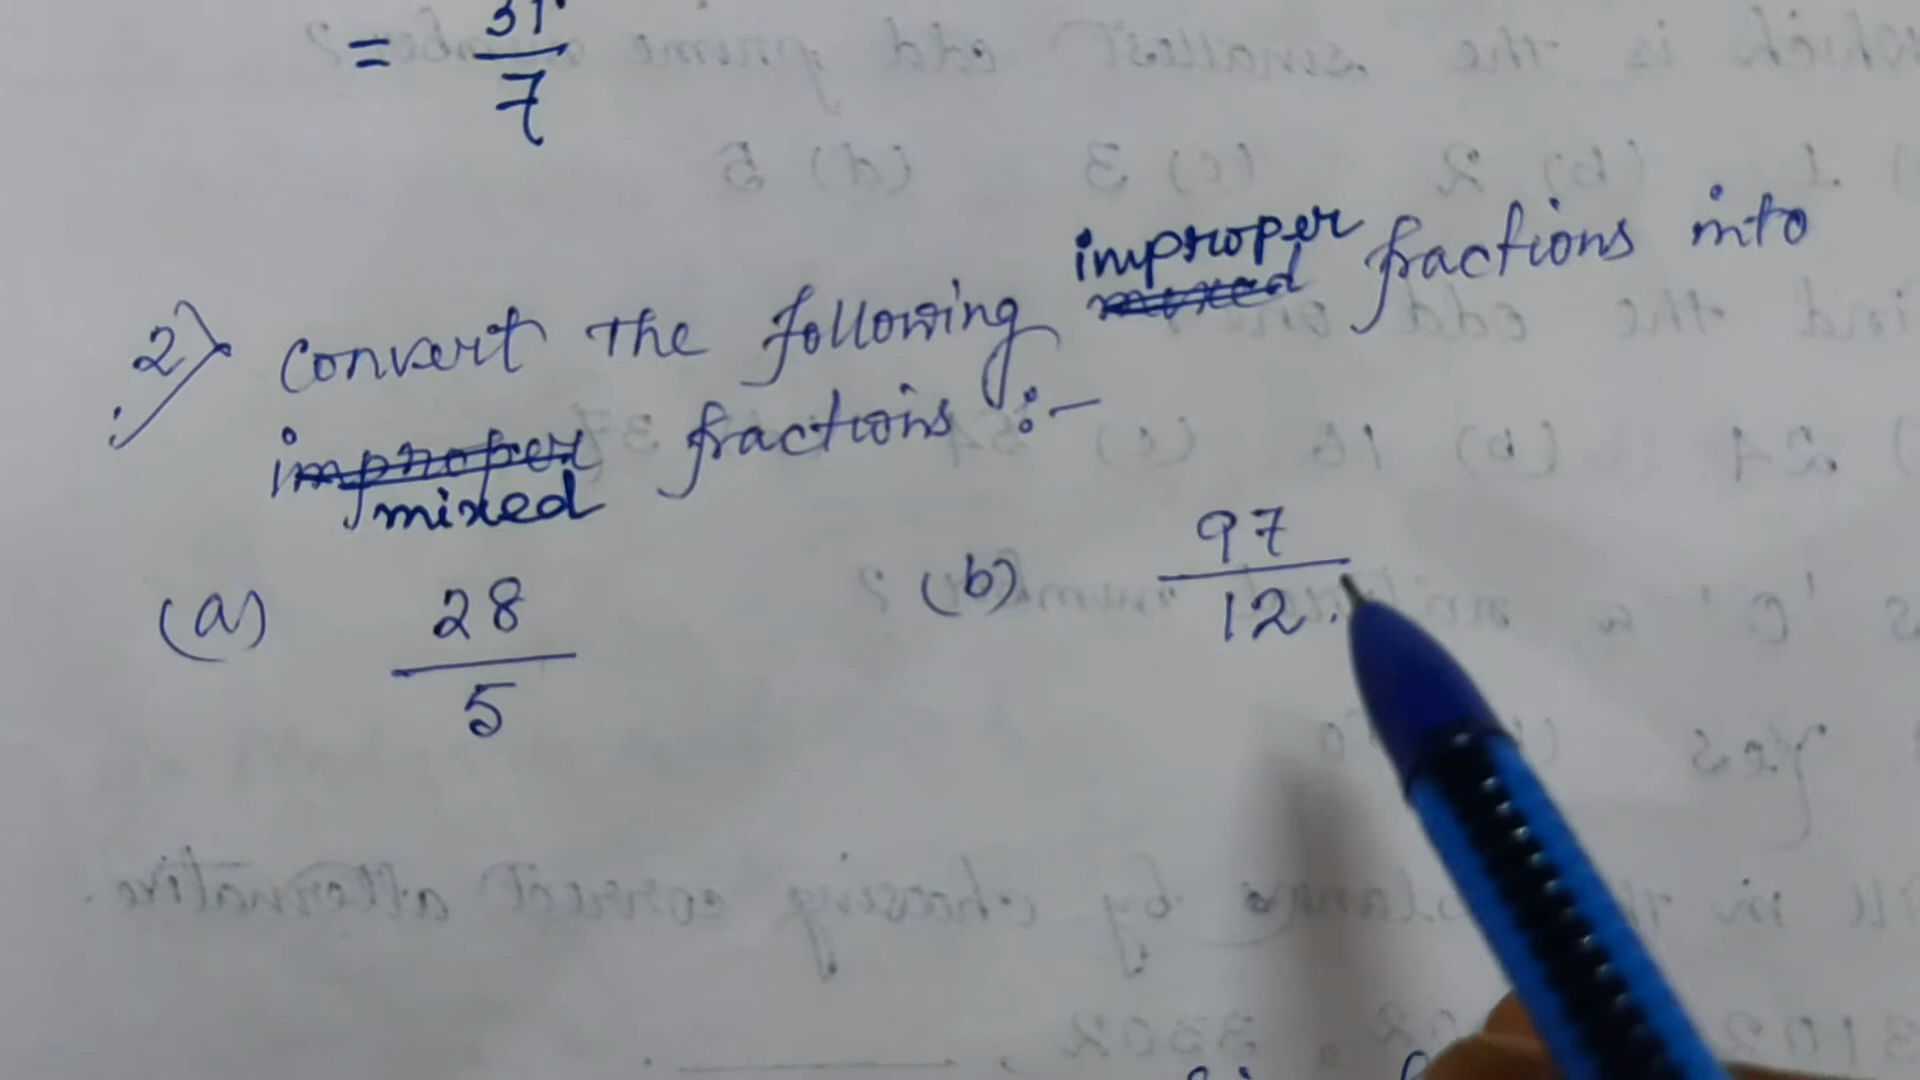 = 31/7
2) Convert the following improper fractions into
mixed fractions :-
(a) 28/5 (b) 97/12